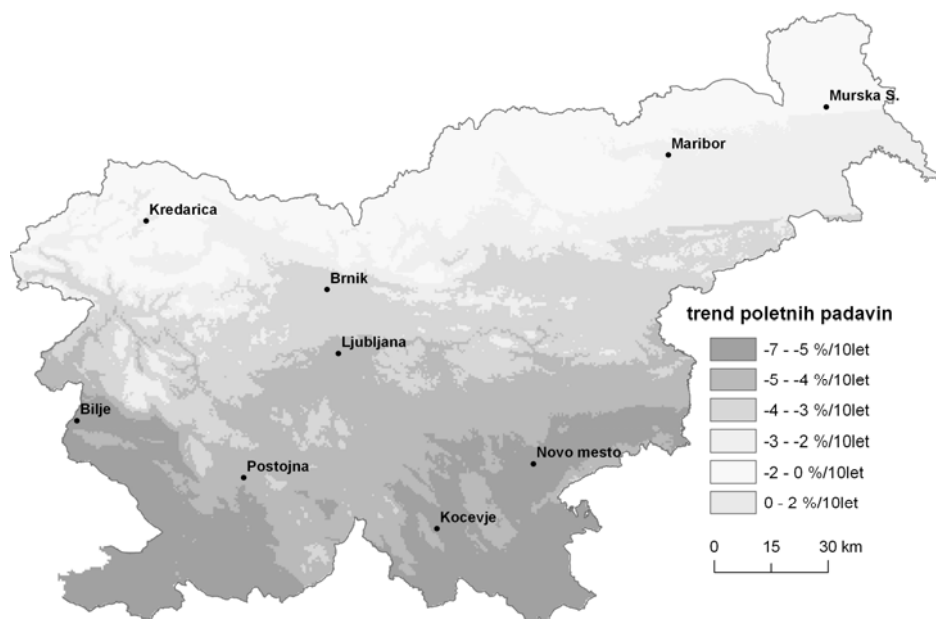 Murska S.
Maribor
Kredarica
Brnik
Ljubljana
Bilje
Postojna
Novo mesto
Kocevje
trend poletnih padavin
-7 - -5 %/10let
-5 - -4 %/10let
-4 - -3 %/10let
-3 - -2 %/10let
-2 - 0 %/10let
0 - 2 %/10let
0 15 30 km